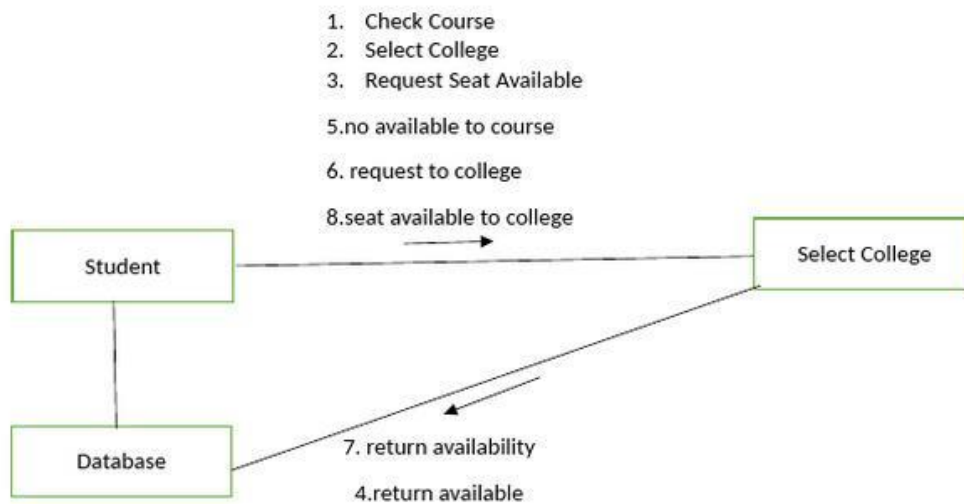 1. Check Course
2. Select College
3. Request Seat Available
5.no available to course
6. request to college
8.seat available to college
Student
Select College
Database
7. return availability
4.return available